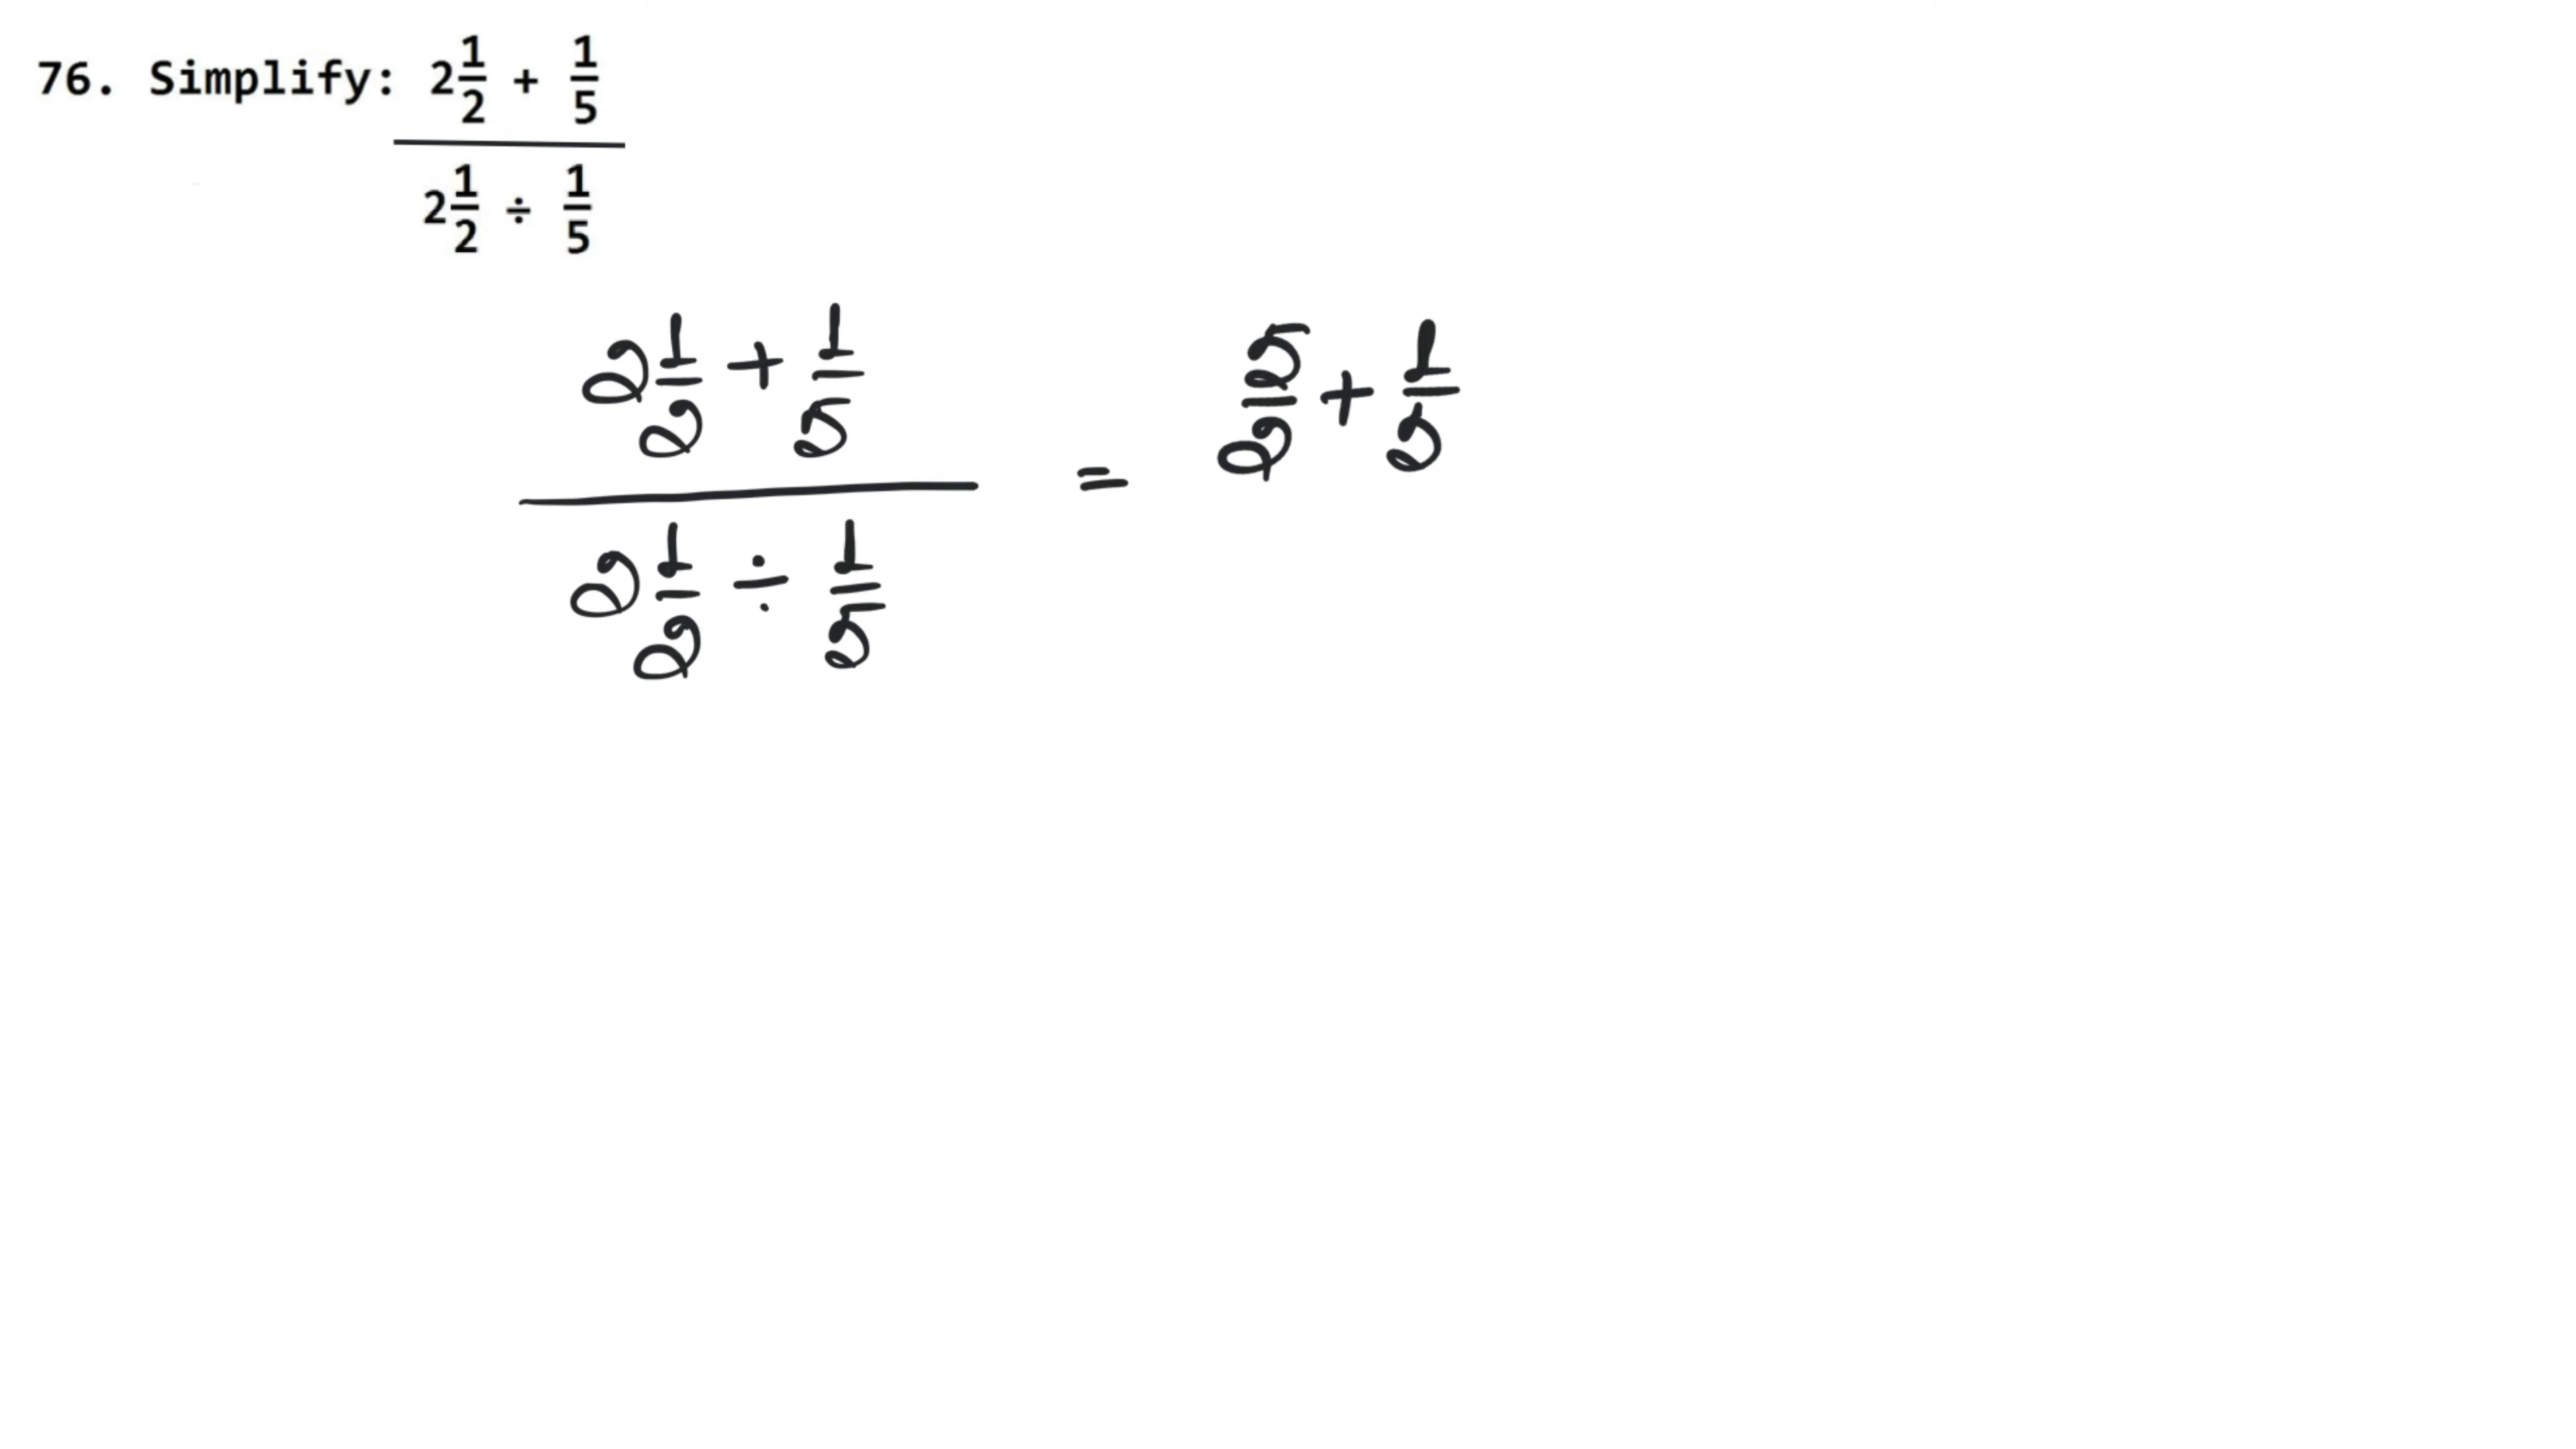 76. Simplify: 2 1/2 + 1/5
2 1/2 ÷ 1/5
2 1/2 + 1/5
= 5/2 + 1/5
2 1/2 ÷ 1/5